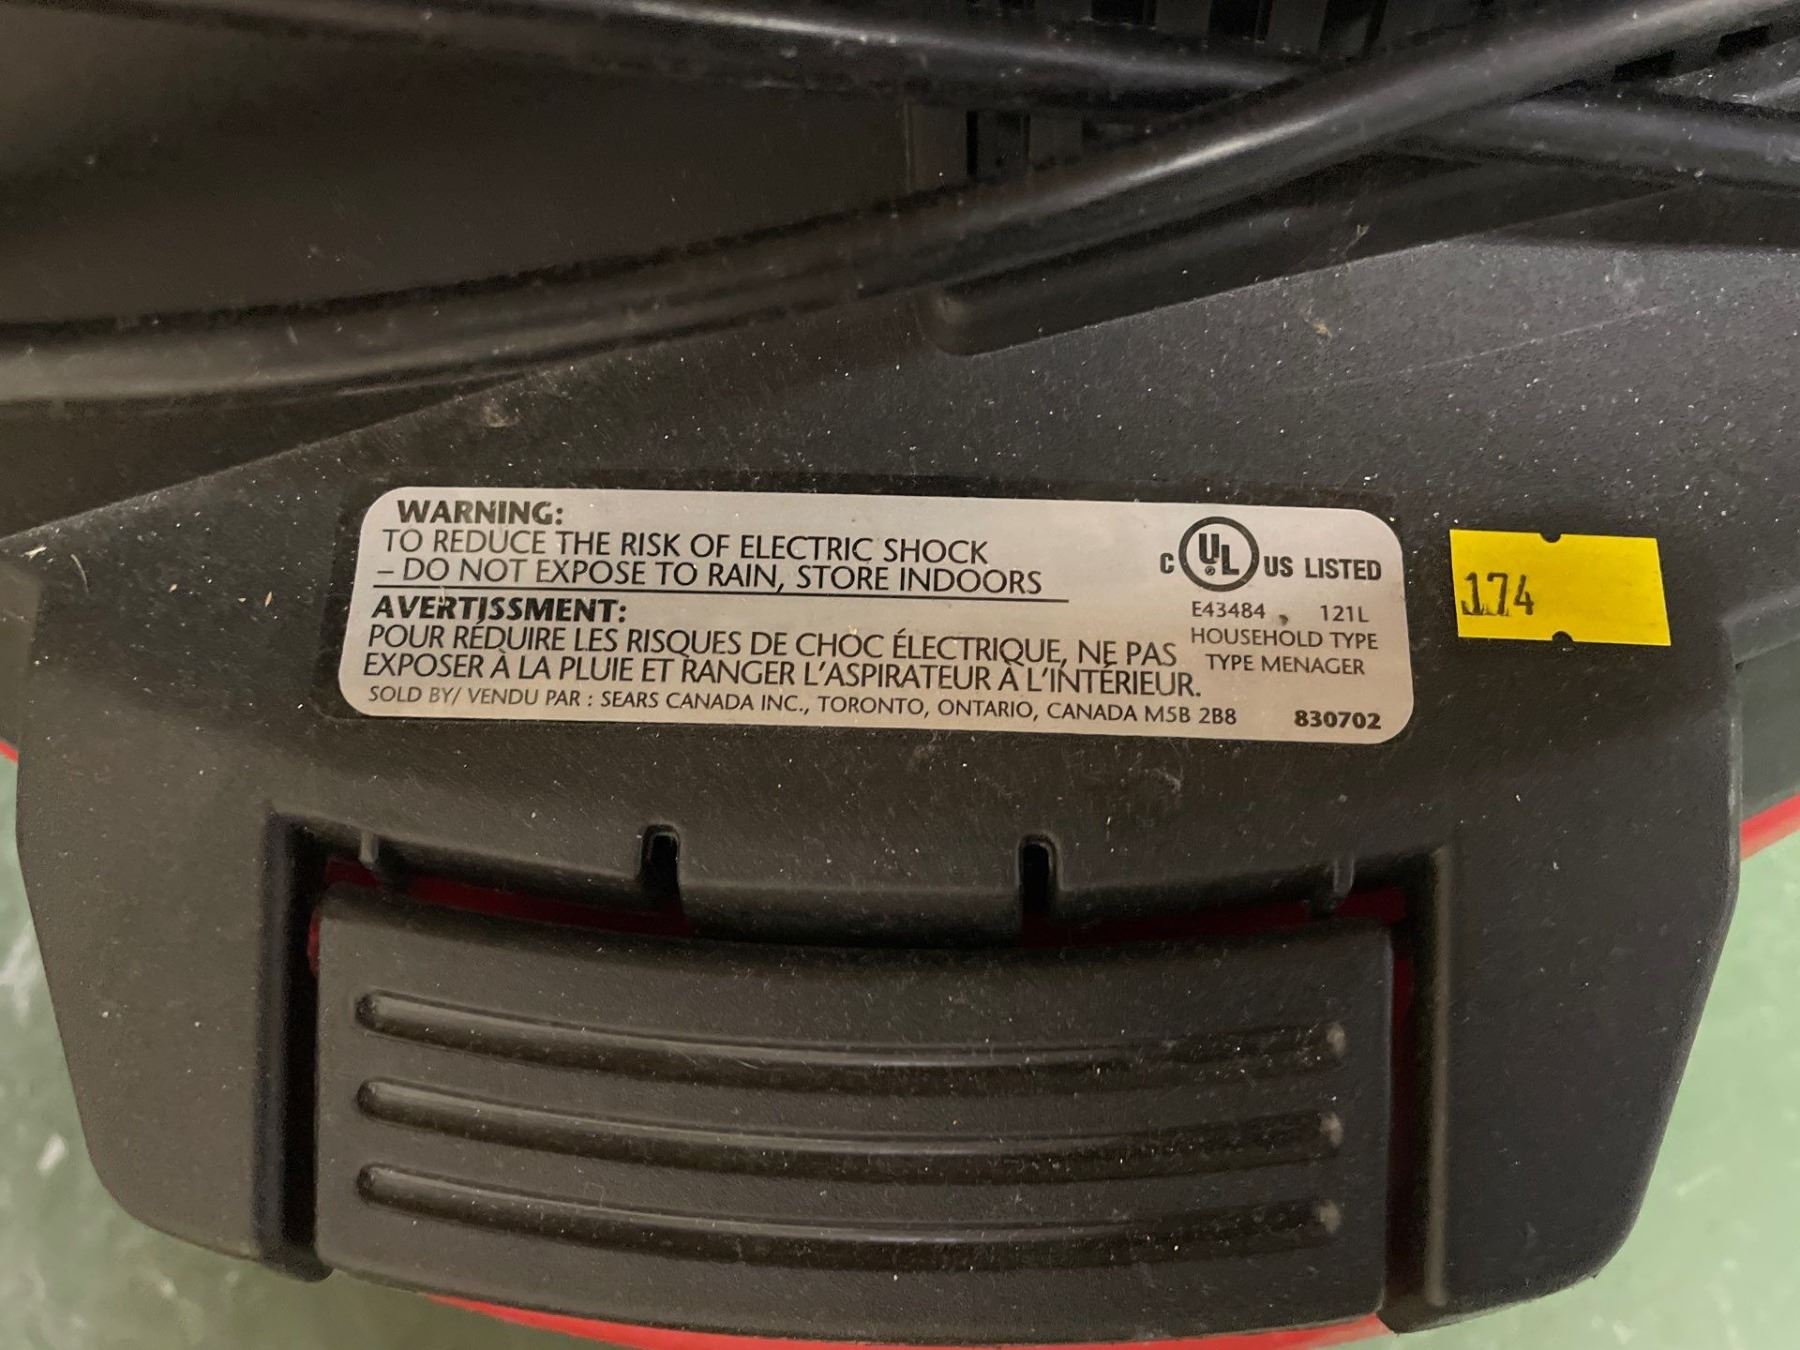 WARNING:
TO REDUCE THE RISK OF ELECTRIC SHOCK
– DO NOT EXPOSE TO RAIN, STORE INDOORS
AVERTISSMENT:
POUR RÉDUIRE LES RISQUES DE CHOC ÉLECTRIQUE, NE PAS
EXPOSER À LA PLUIE ET RANGER L'ASPIRATEUR À L'INTÉRIEUR.
SOLD BY/ VENDU PAR : SEARS CANADA INC., TORONTO, ONTARIO, CANADA M5B 2B8
C UL ® US LISTED
E43484 121L
HOUSEHOLD TYPE
TYPE MENAGER
830702
174